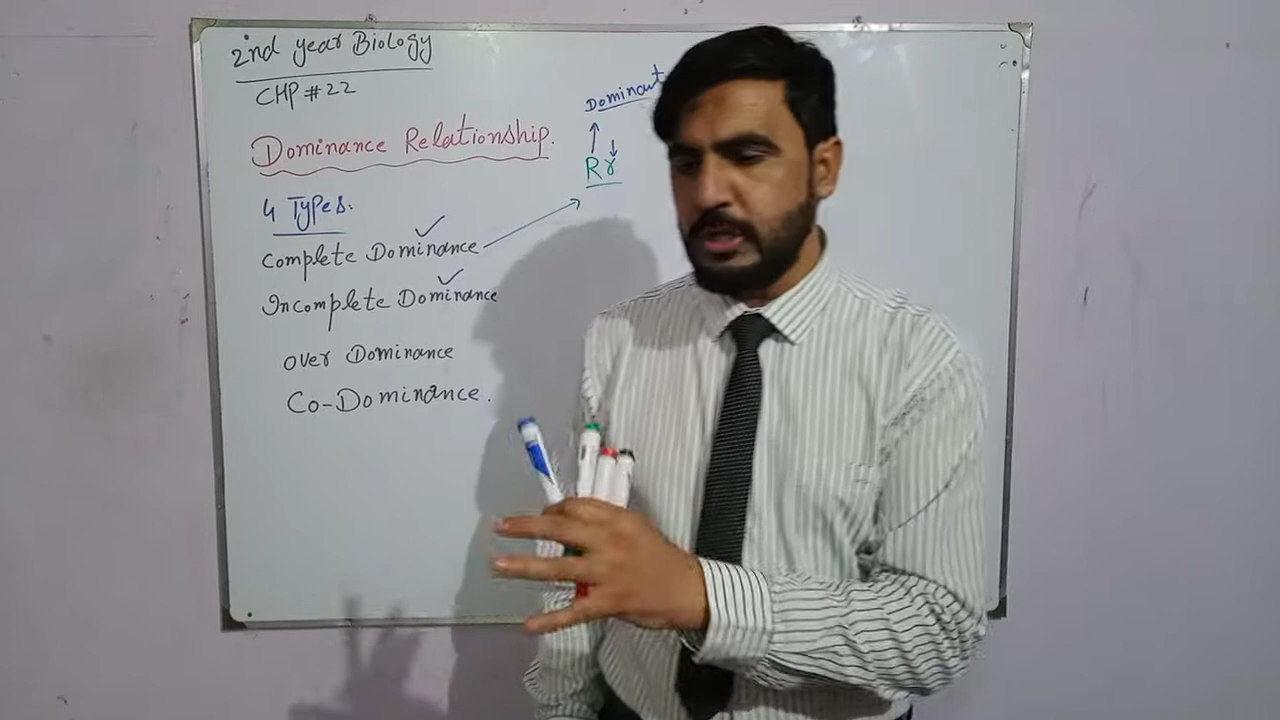 2nd year Biology
CHP # 22
Dominance Relationship.
4 Types:
Complete Dominance
Incomplete Dominance
over Dominance
Co-Dominance.
Dominant
Rr